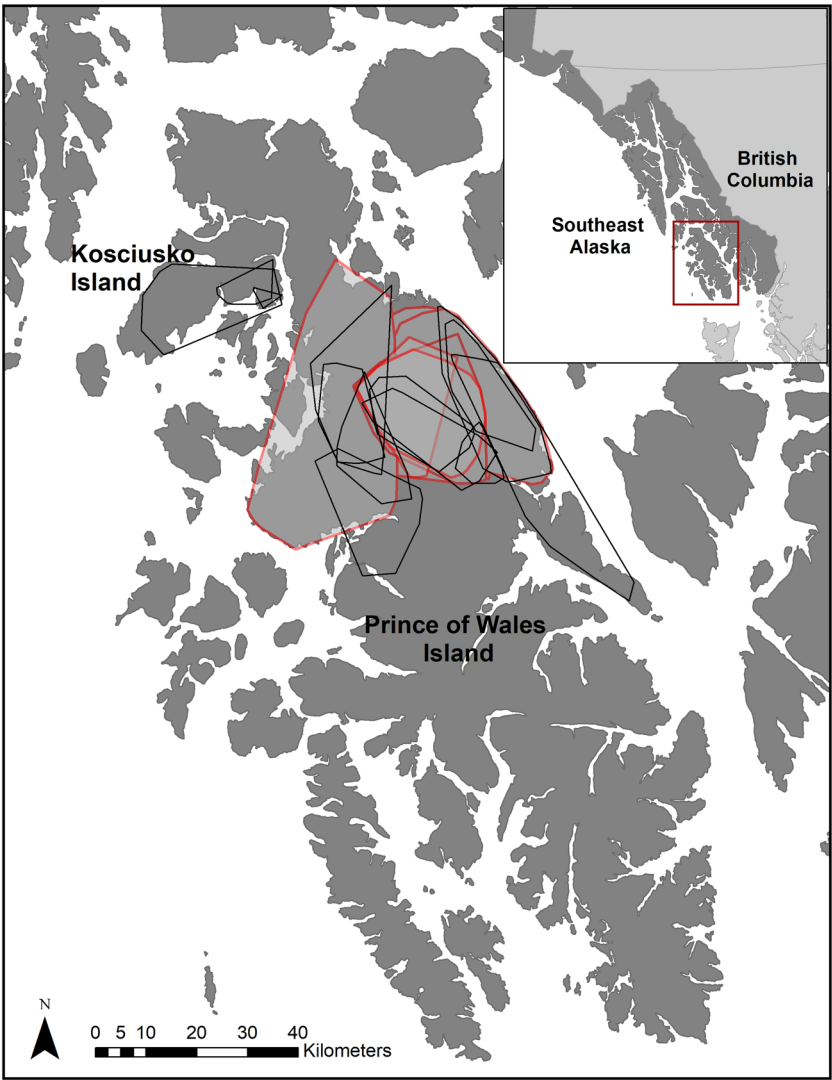 British
Columbia
Southeast
Alaska
Kosciusko
Island
Prince of Wales
Island
N
0 5 10 20 30 40
Kilometers